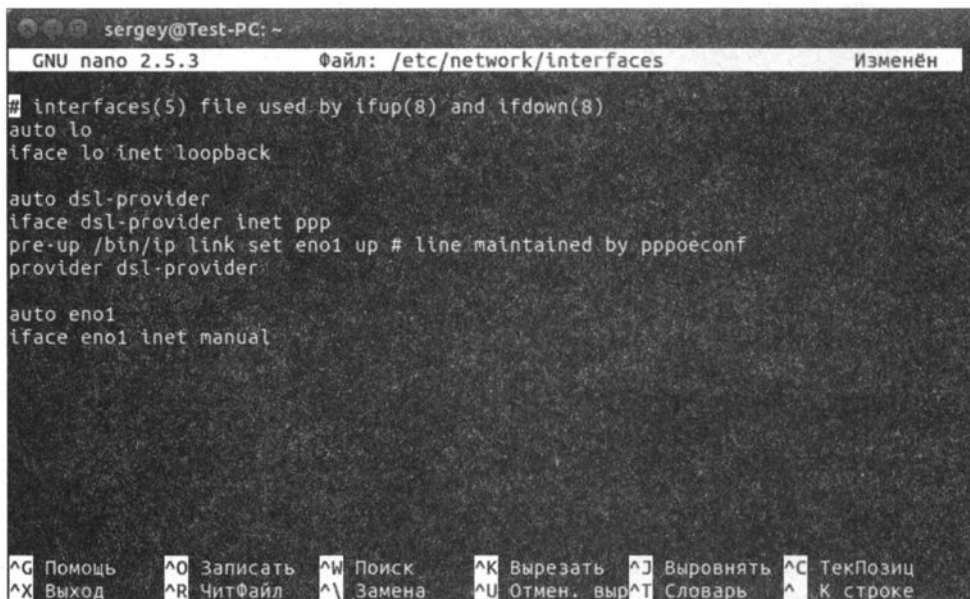 sergey@Test-PC: ~
GNU nano 2.5.3 Файл: /etc/network/interfaces Изменён
# interfaces(5) file used by ifup(8) and ifdown(8)
auto lo
iface lo inet loopback
auto dsl-provider
iface dsl-provider inet ppp
pre-up /bin/ip link set eno1 up # line maintained by pppoeconf
provider dsl-provider
auto eno1
iface eno1 inet manual
^G Помощь ^O Записать ^W Поиск ^K Вырезать ^J Выровнять ^C ТекПозиц
^X Выход ^R ЧитФайл ^\ Замена ^U Отмен. выр^T Словарь ^_ К строке